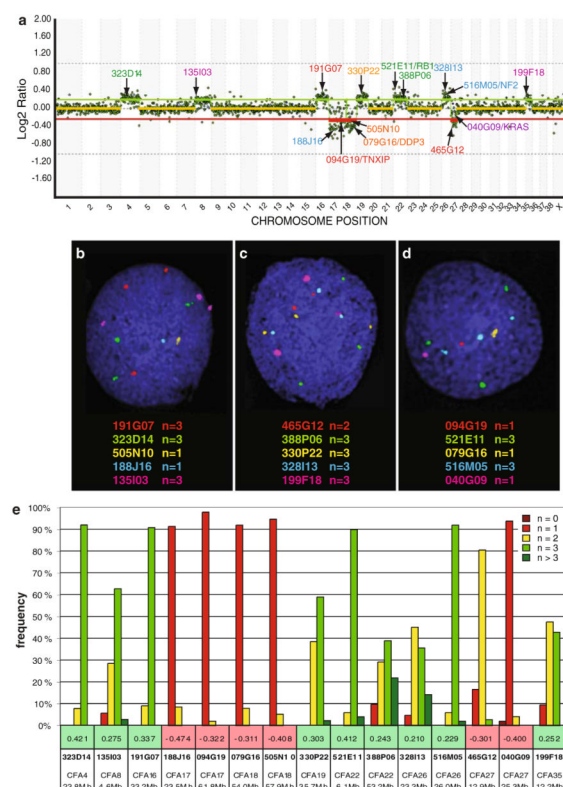 a
2.00
1.60
1.20
0.80
0.40
0.00
-0.40
-0.80
-1.20
-1.60
Log2 Ratio
323D14
135I03
191G07
330P22
521E11/RB1
388P06
328I13
516M05/NF2
199F18
188J16
505N10
079G16/DDP3
094G19/TNXIP
040G09/KRAS
465G12
1 2 3 4 5 6 7 8 9 10 11 12 13 14 15 16 17 18 19 20 21 22 23 24 25 26 27 28 29 30 31 32 33 34 35 36 37 38 X
CHROMOSOME POSITION
b
191G07 n=3
323D14 n=3
505N10 n=1
188J16 n=1
135I03 n=3
c
465G12 n=2
388P06 n=3
330P22 n=3
328I13 n=3
199F18 n=3
d
094G19 n=1
521E11 n=3
079G16 n=1
516M05 n=3
040G09 n=1
e
100%
90%
80 %
70 %
60 %
50 %
40 %
30 %
20 %
10 %
0%
frequency
n = 0
n = 1
n = 2
n = 3
n > 3
0.421 0.275 0.337 -0.474 -0.322 -0.311 -0.408 0.303 0.412 0.243 0.210 0.229 -0.301 -0.400 0.252
323D14 135I03 191G07 188J16 094G19 079G16 505N1 0 330P22 521E11 388P06 328I13 516M05 465G12 040G09 199F18
CFA4 CFA8 CFA16 CFA17 CFA17 CFA18 CFA18 CFA19 CFA22 CFA22 CFA26 CFA26 CFA27 CFA27 CFA35